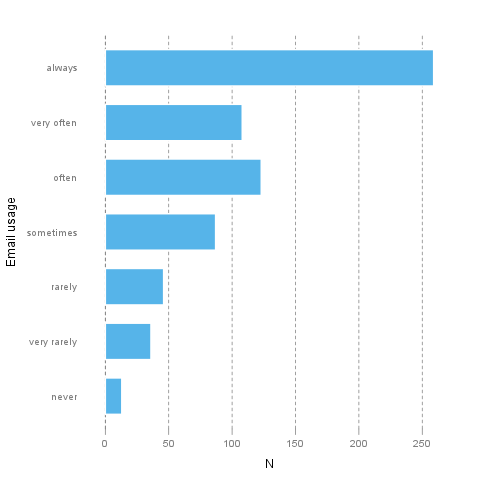 always
very often
often
sometimes
rarely
very rarely
never
Email usage
0 50 100 150 200 250
N